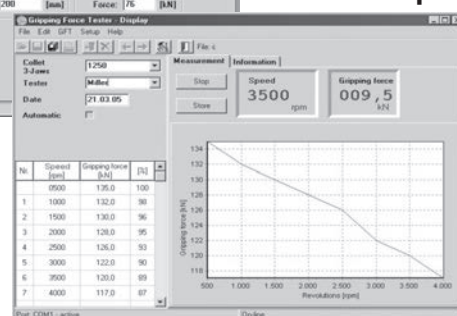 200 [mm] Force: 76 [kN]
Gripping Force Tester - Display
File Edit GFT Setup Help
File: c
Collet
3-Jaws
1250
Tester
Miller
Date
21.03.05
Automatic
Measurement Information
Stop
Store
Speed
3500
rpm
Gripping force
009,5
kN
Nr. Speed [rpm] Gripping force [kN] [%]
0500 135,0 100
1 1000 132,0 98
2 1500 130,0 96
3 2000 128,0 95
4 2500 126,0 93
5 3000 122,0 90
6 3500 120,0 89
7 4000 117,0 87
Gripping force [kN]
134
132
130
128
126
124
122
120
118
500 1.000 1.500 2.000 2.500 3.000 3.500 4.000
Revolutions [rpm]
Port: COM1 - active On-line